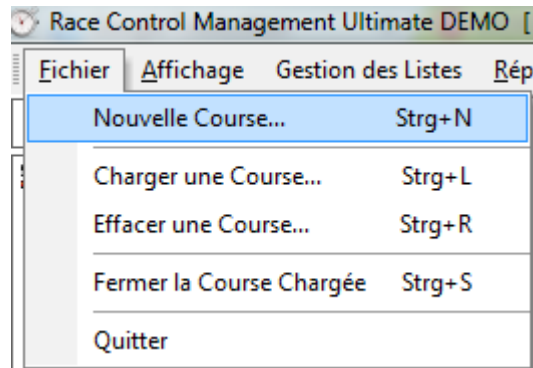 Race Control Management Ultimate DEMO [
Fichier Affichage Gestion des Listes Rép
Nouvelle Course... Strg+N
Charger une Course... Strg+L
Effacer une Course... Strg+R
Fermer la Course Chargée Strg+S
Quitter